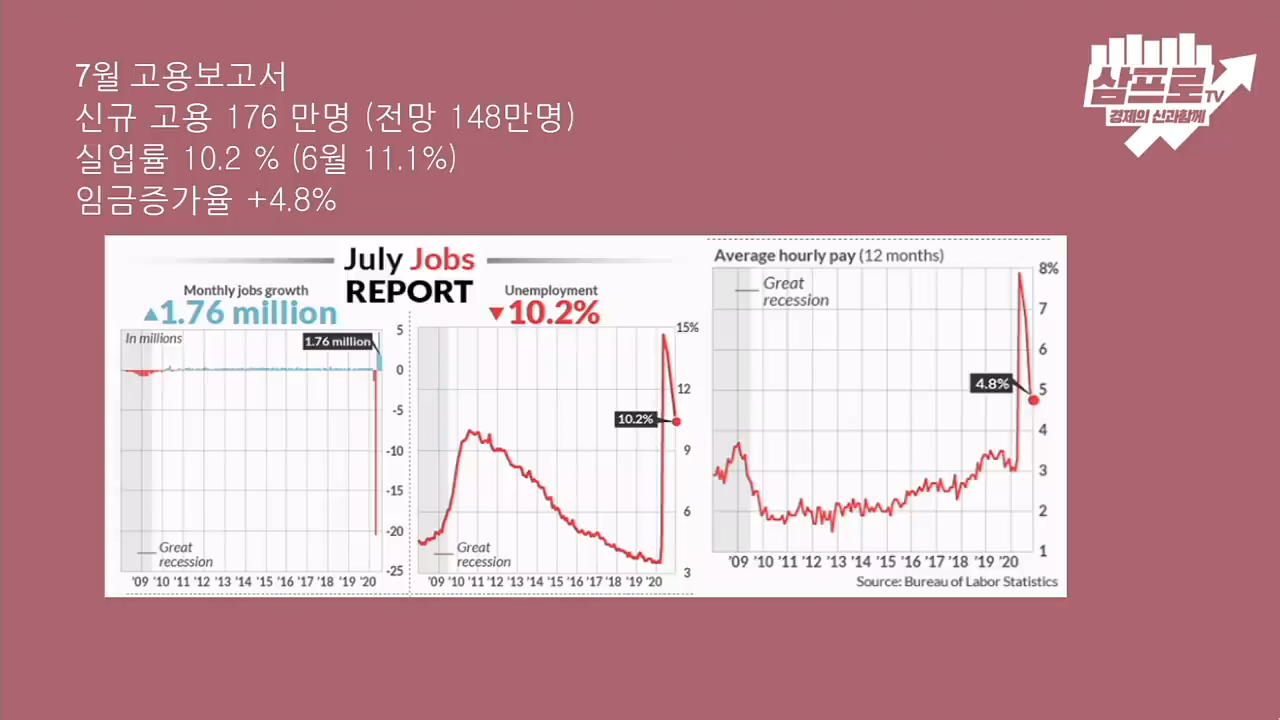 7월 고용보고서
신규 고용 176 만명 (전망 148만명)
실업률 10.2 % (6월 11.1%)
임금증가율 +4.8%
삼프로TV
경제의 신과함께
July Jobs
REPORT
Monthly jobs growth
▲1.76 million
In millions
1.76 million
5
0
-5
-10
-15
-20
-25
Great
recession
'09 '10 '11 '12 '13 '14 '15 '16 '17 '18 '19 '20
Unemployment
▼10.2%
15%
12
10.2%
9
6
3
Great
recession
'09 '10 '11 '12 '13 '14 '15 '16 '17 '18 '19 '20
Average hourly pay (12 months)
Great
recession
8%
7
6
5
4.8%
4
3
2
1
'09 '10 '11 '12 '13 '14 '15 '16 '17 '18 '19 '20
Source: Bureau of Labor Statistics